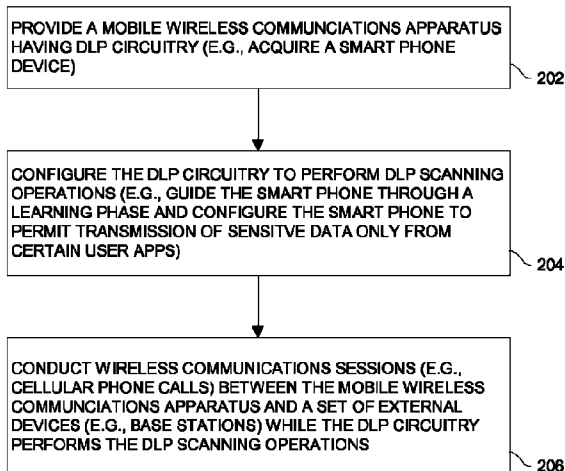 PROVIDE A MOBILE WIRELESS COMMUNCIATIONS APPARATUS
HAVING DLP CIRCUITRY (E.G., ACQUIRE A SMART PHONE
DEVICE)
202
CONFIGURE THE DLP CIRCUITRY TO PERFORM DLP SCANNING
OPERATIONS (E.G., GUIDE THE SMART PHONE THROUGH A
LEARNING PHASE AND CONFIGURE THE SMART PHONE TO
PERMIT TRANSMISSION OF SENSITVE DATA ONLY FROM
CERTAIN USER APPS)
204
CONDUCT WIRELESS COMMUNICATIONS SESSIONS (E.G.,
CELLULAR PHONE CALLS) BETWEEN THE MOBILE WIRELESS
COMMUNCIATIONS APPARATUS AND A SET OF EXTERNAL
DEVICES (E.G., BASE STATIONS) WHILE THE DLP CIRCUITRY
PERFORMS THE DLP SCANNING OPERATIONS
206